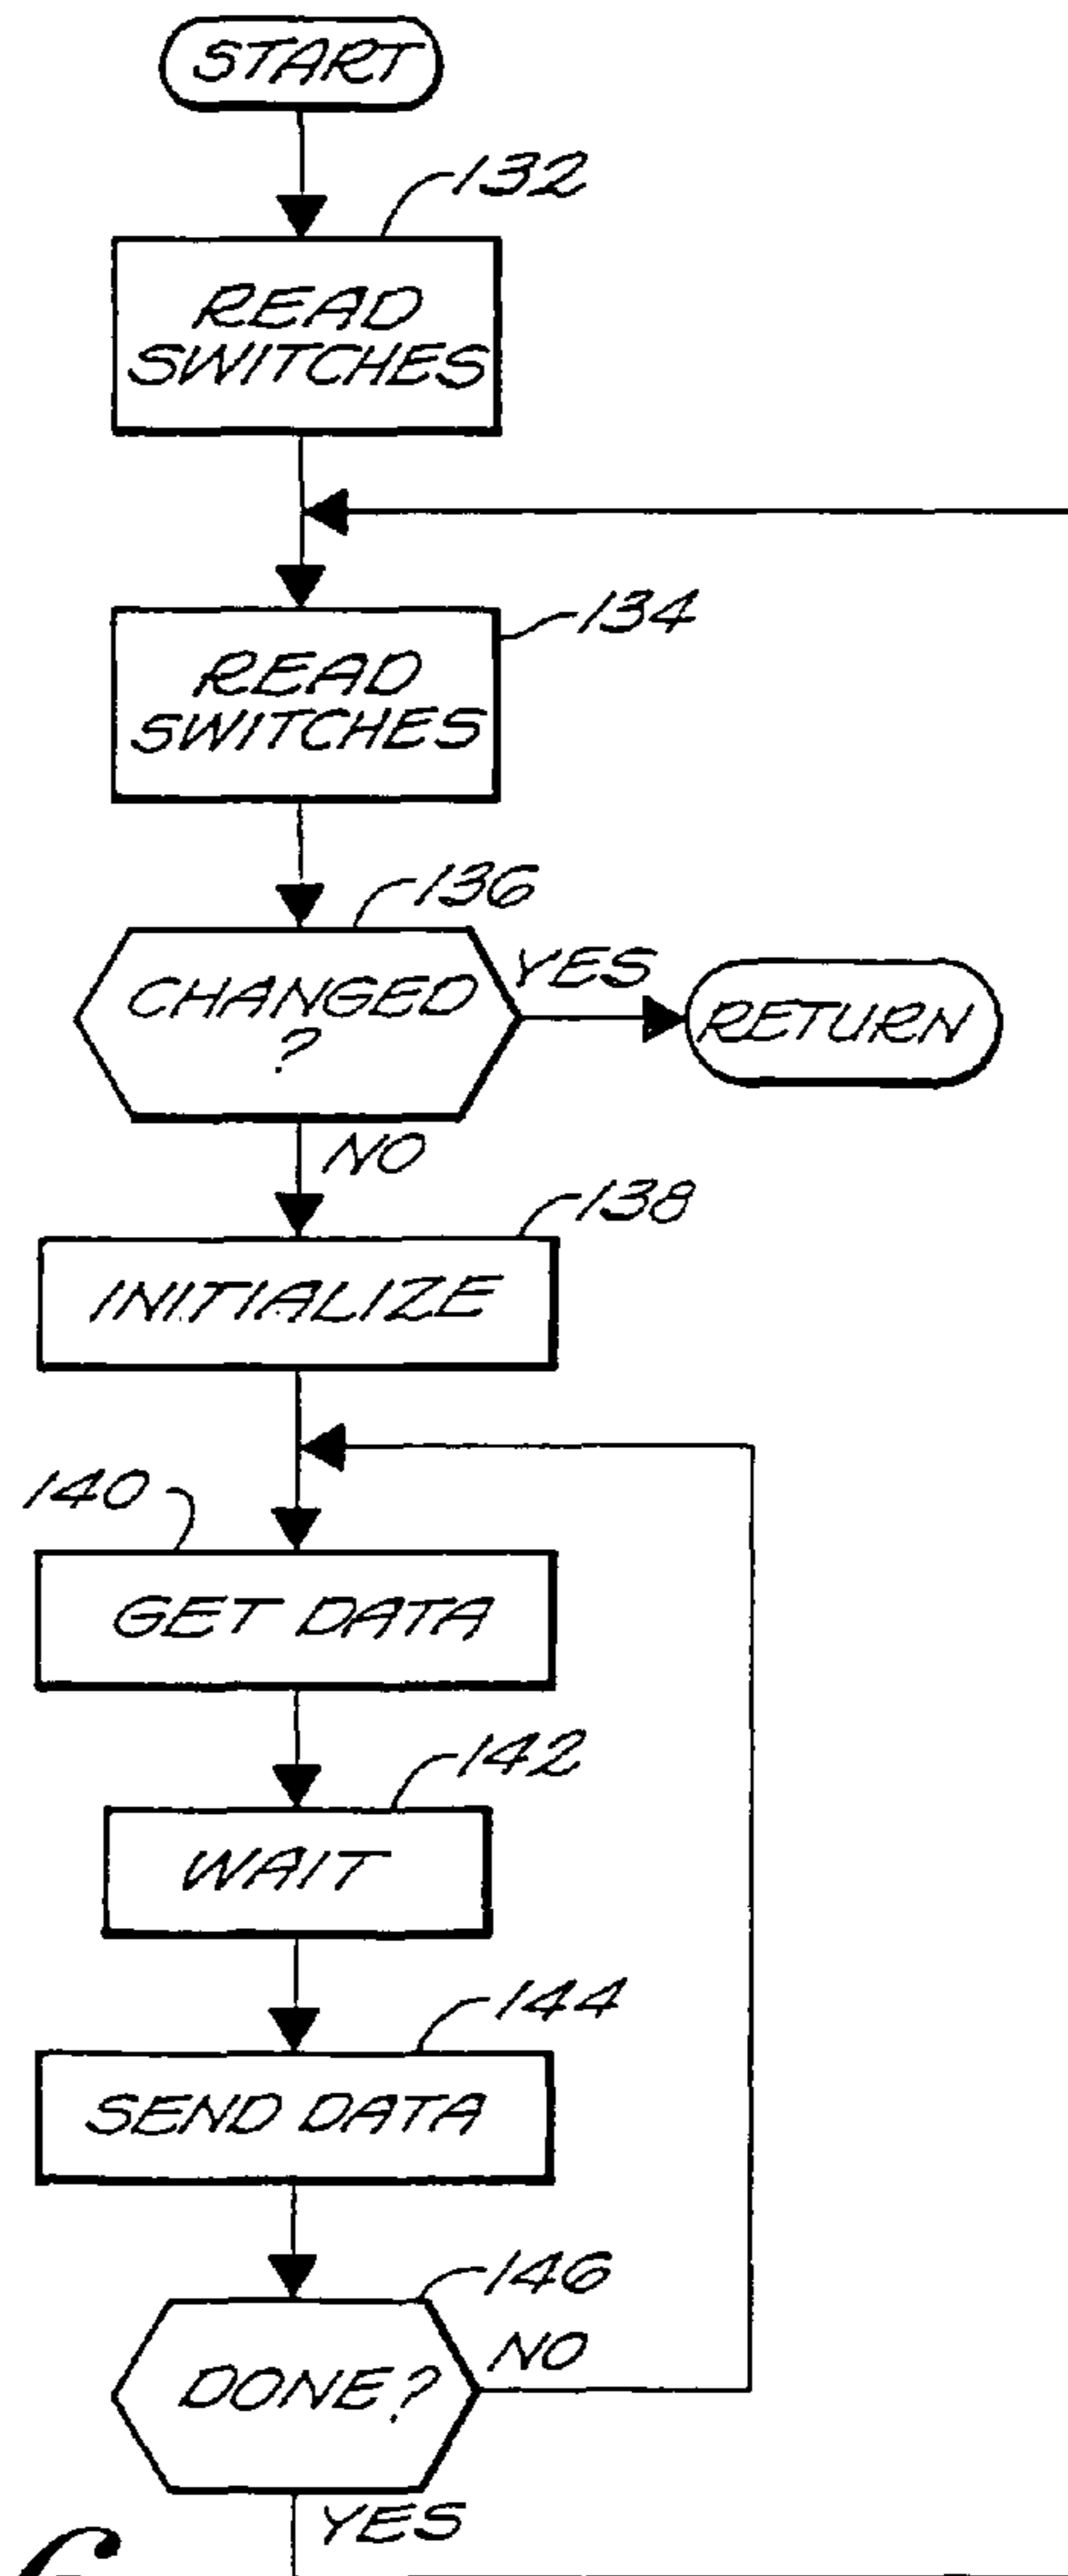 START
132
READ
SWITCHES
134
READ
SWITCHES
136
CHANGED
?
YES
RETURN
NO
138
INITIALIZE
140
GET DATA
142
WAIT
144
SEND DATA
146
DONE?
NO
YES